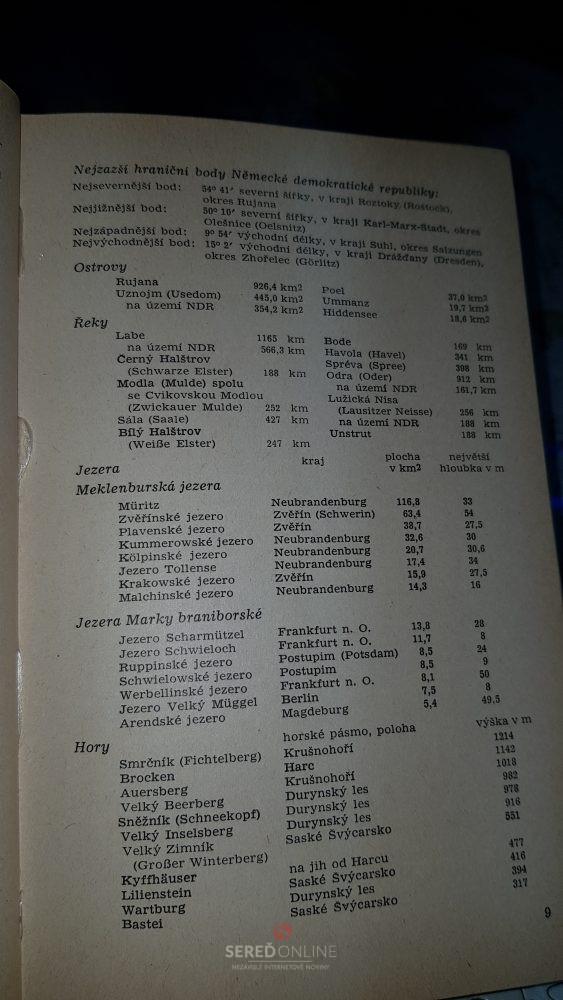 Nejzazší hraniční body Německé demokratické republiky:
Nejsevernější bod: 54º 41′ severní šířky, v kraji Roztoky (Rostock),
okres Rujana
Nejjižnější bod: 50º 10′ severní šířky, v kraji Karl-Marx-Stadt, okres
Olešnice (Oelsnitz)
Nejzápadnější bod: 9º 54′ východní délky, v kraji Suhl, okres Salzungen
Nejvýchodnější bod: 15º 2′ východní délky, v kraji Drážďany (Dresden),
okres Zhořelec (Görlitz)
Ostrovy
Rujana 926,4 km2 Poel 37,0 km2
Uznojm (Usedom) 445,0 km2 Ummanz 19,7 km2
na území NDR 354,2 km2 Hiddensee 18,6 km2
Řeky
Labe 1165 km Bode 169 km
na území NDR 566,3 km Havola (Havel) 341 km
Černý Halštrov Spréva (Spree) 398 km
(Schwarze Elster) 188 km Odra (Oder) 912 km
Modla (Mulde) spolu na území NDR 161,7 km
se Cvikovskou Modlou Lužická Nisa
(Zwickauer Mulde) 252 km (Lausitzer Neisse) 256 km
Sála (Saale) 427 km na území NDR 188 km
Bílý Halštrov Unstrut 188 km
(Weiße Elster) 247 km
Jezera kraj plocha v km2 největší hloubka v m
Meklenburská jezera
Müritz Neubrandenburg 116,8 33
Zvěřínské jezero Zvěřín (Schwerin) 63,4 54
Plavenské jezero Zvěřín 38,7 27,5
Kummerowské jezero Neubrandenburg 32,6 30
Kölpinské jezero Neubrandenburg 20,7 30,6
Jezero Tollense Neubrandenburg 17,4 34
Krakowské jezero Zvěřín 15,9 27,5
Malchinské jezero Neubrandenburg 14,3 16
Jezera Marky braniborské
Jezero Scharmützel Frankfurt n. O. 13,8 28
Jezero Schwieloch Frankfurt n. O. 11,7 8
Ruppinské jezero Postupim (Potsdam) 8,5 24
Schwielowské jezero Postupim 8,5 9
Werbellinské jezero Frankfurt n. O. 8,1 50
Jezero Velký Müggel Berlin 7,5 8
Arendské jezero Magdeburg 5,4 49,5
Hory horské pásmo, poloha výška v m
Smrčník (Fichtelberg) Krušnohoří 1214
Brocken Harc 1142
Auersberg Krušnohoří 1018
Velký Beerberg Durynský les 982
Sněžník (Schneekopf) Durynský les 978
Velký Inselsberg Durynský les 916
Velký Zimník Saské Švýcarsko 551
(Großer Winterberg)
Kyffhäuser na jih od Harcu 477
Lilienstein Saské Švýcarsko 416
Wartburg Durynský les 394
Bastei Saské Švýcarsko 317
9
SEREĎONLINE
NEZÁVISLÉ INTERNETOVÉ NOVINY